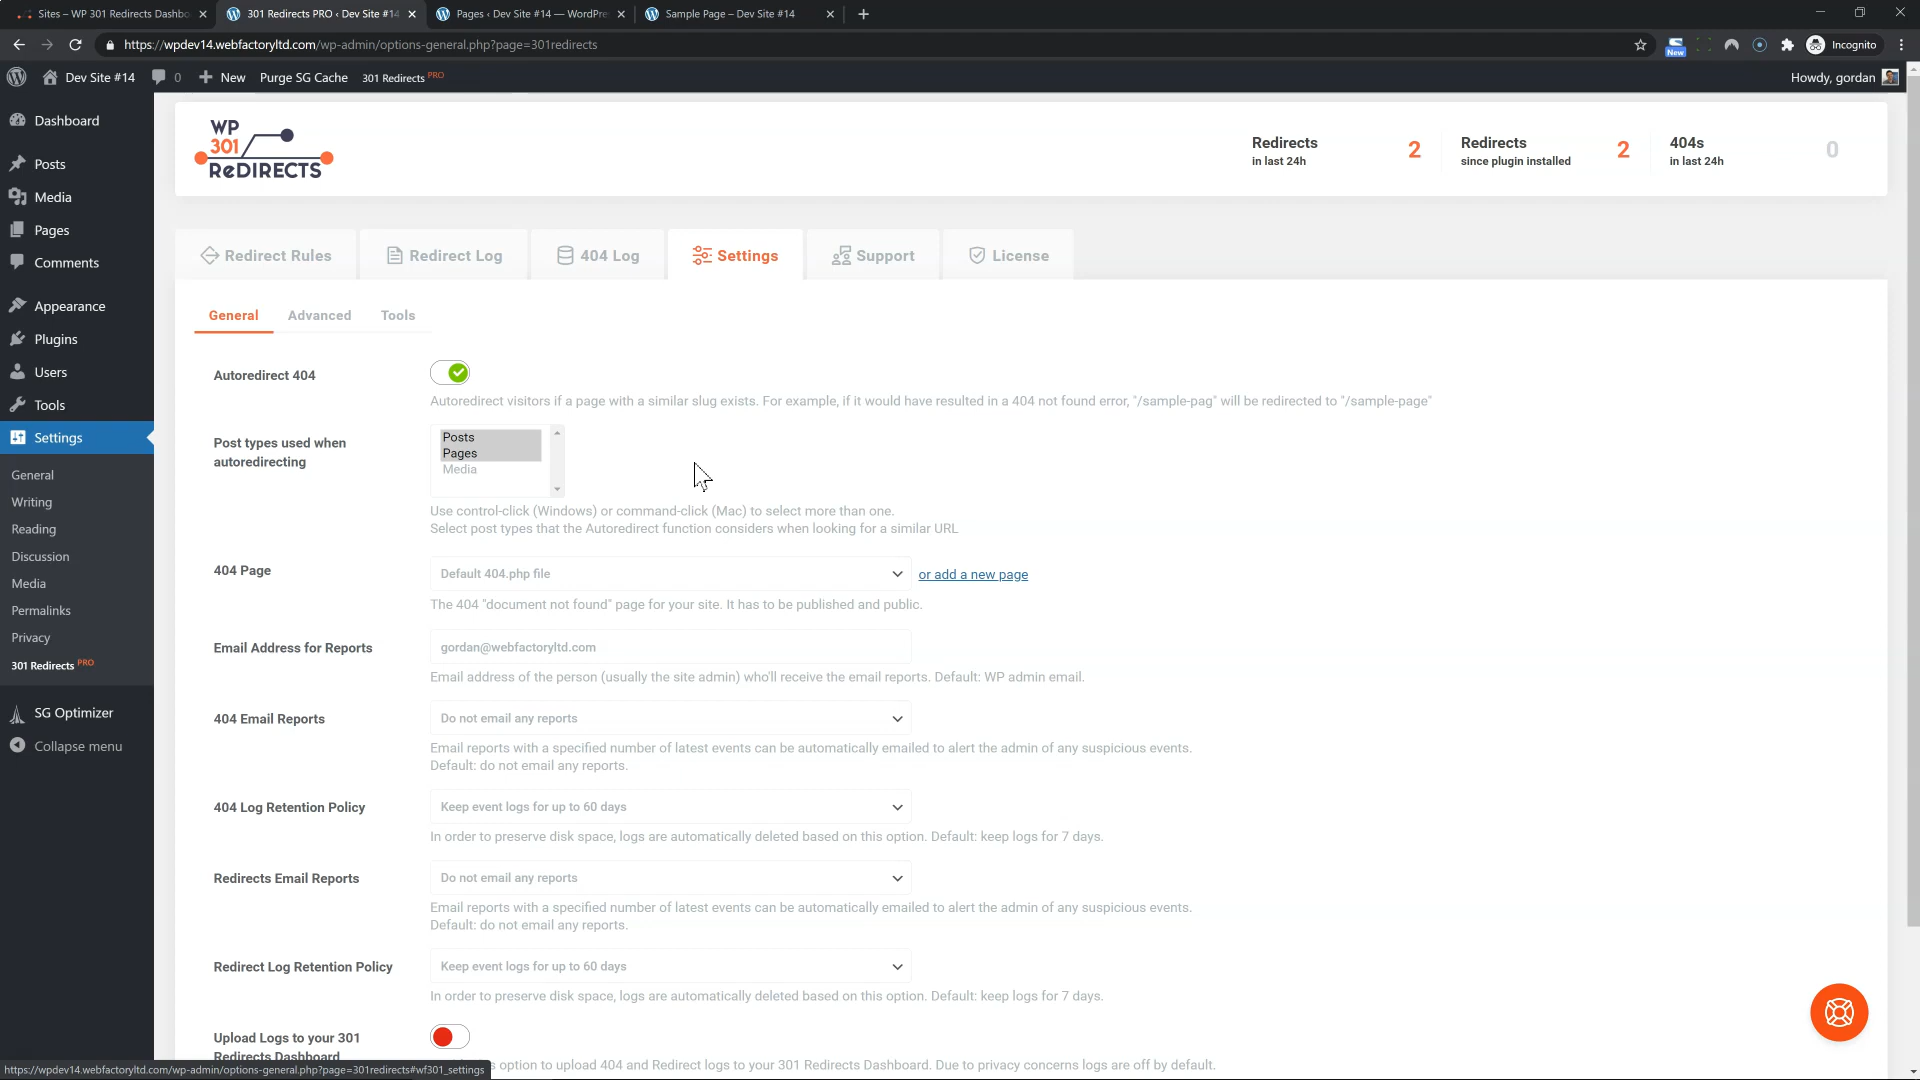 Sites – WP 301 Redirects Dashbo
301 Redirects PRO ‹ Dev Site #14
Pages ‹ Dev Site #14 — WordPre
Sample Page – Dev Site #14
https://wpdev14.webfactoryltd.com/wp-admin/options-general.php?page=301redirects
New
Incognito
Dev Site #14
0
New
Purge SG Cache
301 Redirects PRO
Howdy, gordan
Dashboard
Posts
Media
Pages
Comments
Appearance
Plugins
Users
Tools
Settings
General
Writing
Reading
Discussion
Media
Permalinks
Privacy
301 Redirects PRO
SG Optimizer
Collapse menu
WP
301
ReDIRECTS
Redirects
in last 24h
2
Redirects
since plugin installed
2
404s
in last 24h
0
Redirect Rules
Redirect Log
404 Log
Settings
Support
License
General
Advanced
Tools
Autoredirect 404
Autoredirect visitors if a page with a similar slug exists. For example, if it would have resulted in a 404 not found error, "/sample-pag" will be redirected to "/sample-page"
Post types used when
autoredirecting
Posts
Pages
Media
Use control-click (Windows) or command-click (Mac) to select more than one.
Select post types that the Autoredirect function considers when looking for a similar URL
404 Page
Default 404.php file
or add a new page
The 404 "document not found" page for your site. It has to be published and public.
Email Address for Reports
gordan@webfactoryltd.com
Email address of the person (usually the site admin) who'll receive the email reports. Default: WP admin email.
404 Email Reports
Do not email any reports
Email reports with a specified number of latest events can be automatically emailed to alert the admin of any suspicious events.
Default: do not email any reports.
404 Log Retention Policy
Keep event logs for up to 60 days
In order to preserve disk space, logs are automatically deleted based on this option. Default: keep logs for 7 days.
Redirects Email Reports
Do not email any reports
Email reports with a specified number of latest events can be automatically emailed to alert the admin of any suspicious events.
Default: do not email any reports.
Redirect Log Retention Policy
Keep event logs for up to 60 days
In order to preserve disk space, logs are automatically deleted based on this option. Default: keep logs for 7 days.
Upload Logs to your 301
Redirects Dashboard
option to upload 404 and Redirect logs to your 301 Redirects Dashboard. Due to privacy concerns logs are off by default.
https://wpdev14.webfactoryltd.com/wp-admin/options-general.php?page=301redirects#wf301_settings